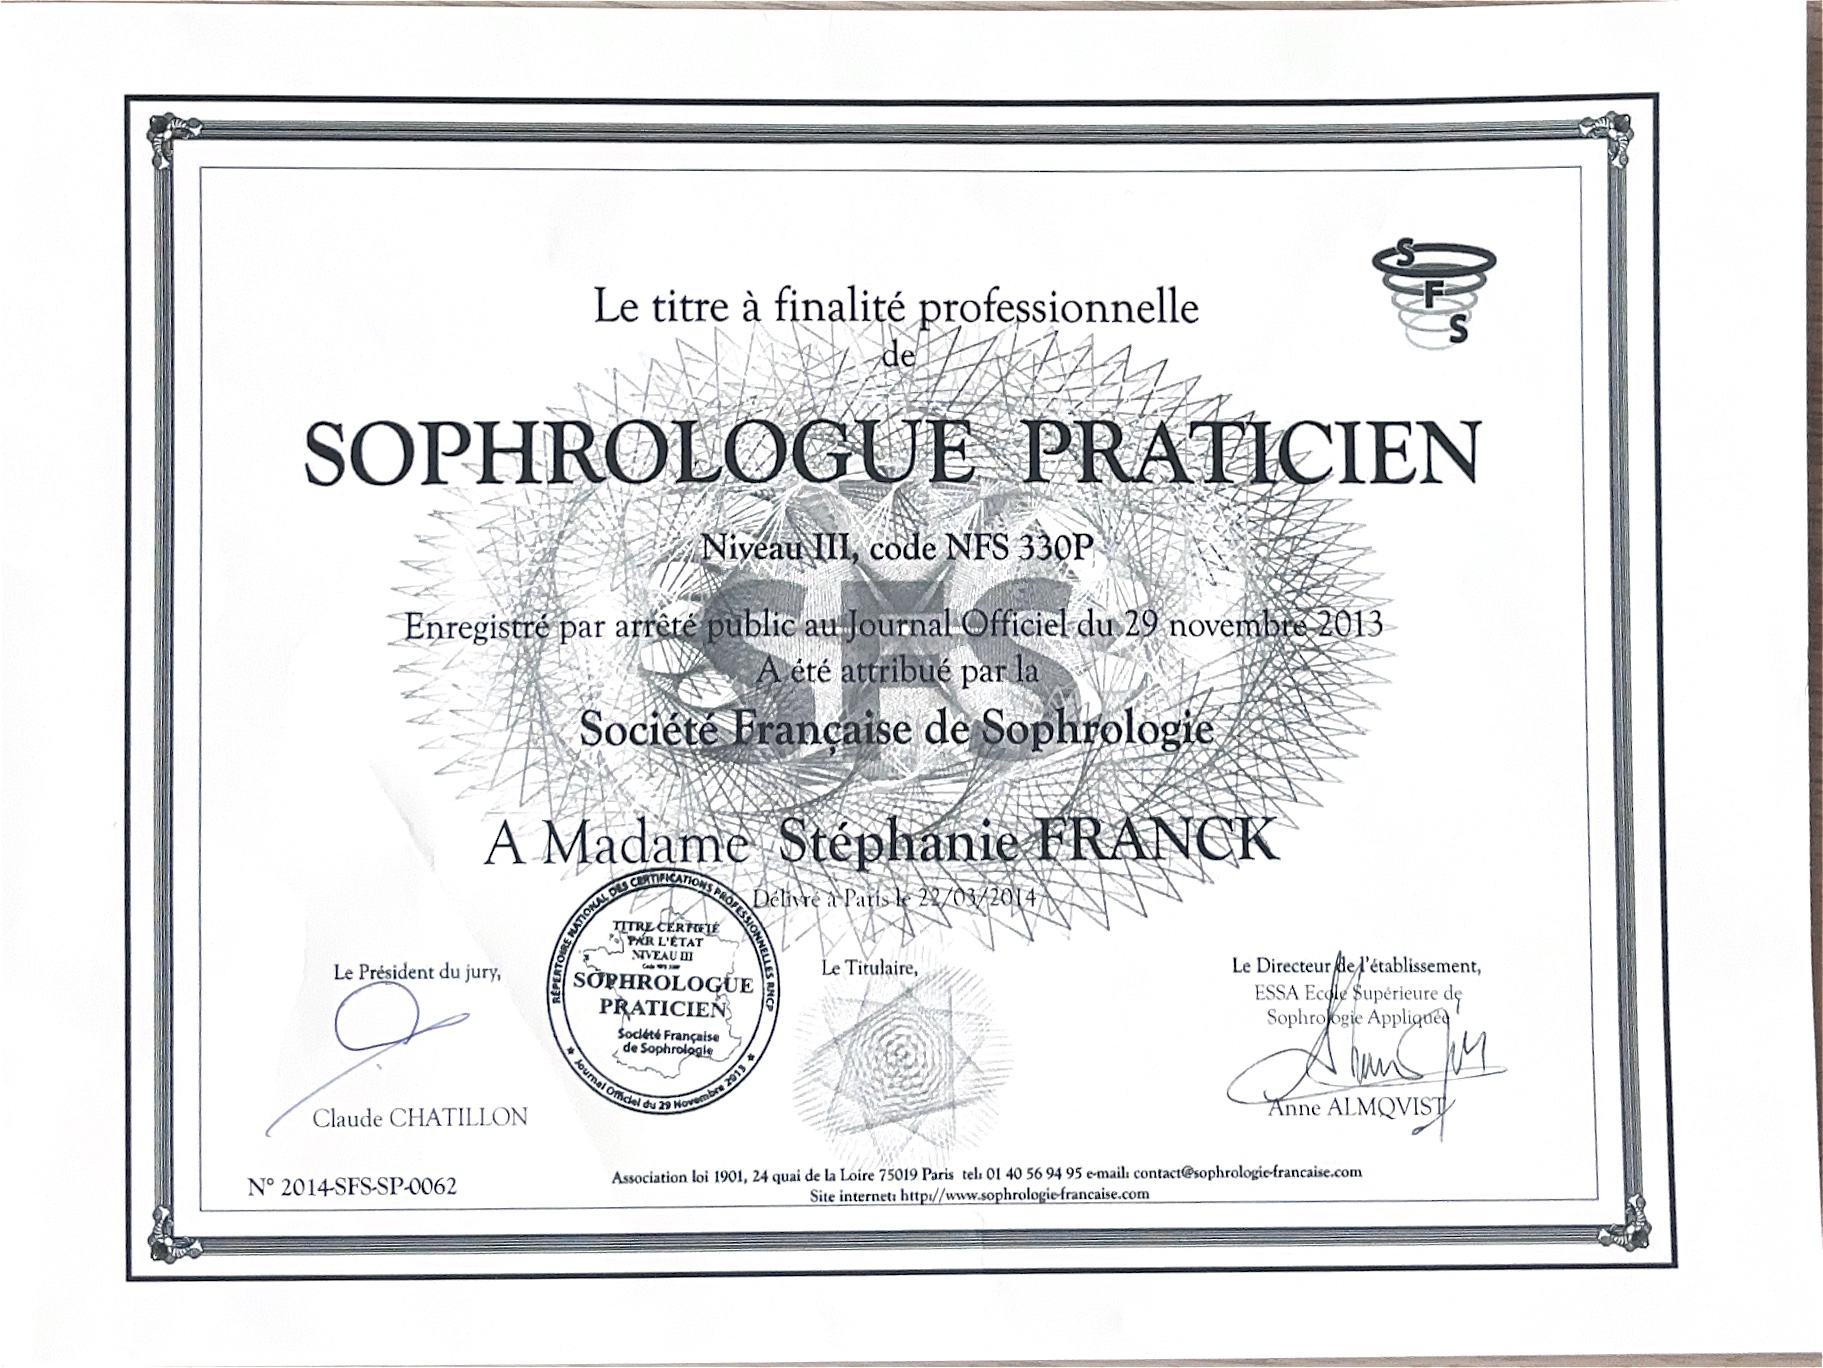 S
F
S
Le titre à finalité professionnelle
de
SOPHROLOGUE PRATICIEN
Niveau III, code NFS 330P
SFS
Enregistré par arrêté public au Journal Officiel du 29 novembre 2013
A été attribué par la
Société Française de Sophrologie
A Madame Stéphanie FRANCK
Délivré à Paris le 22/03/2014
RÉPERTOIRE NATIONAL DES CERTIFICATIONS PROFESSIONNELLES RNCP
TITRE CERTIFIÉ
PAR L'ÉTAT
NIVEAU III
Code NFS 330P
SOPHROLOGUE
PRATICIEN
Société Française
de Sophrologie
★ Journal Officiel du 29 Novembre 2013 ★
Le Président du jury,
Claude CHATILLON
Le Titulaire,
Le Directeur de l'établissement,
ESSA Ecole Supérieure de
Sophrologie Appliquée
Anne ALMQVIST
N° 2014-SFS-SP-0062
Association loi 1901, 24 quai de la Loire 75019 Paris tel: 01 40 56 94 95 e-mail: contact@sophrologie-francaise.com
Site internet: http://www.sophrologie-francaise.com